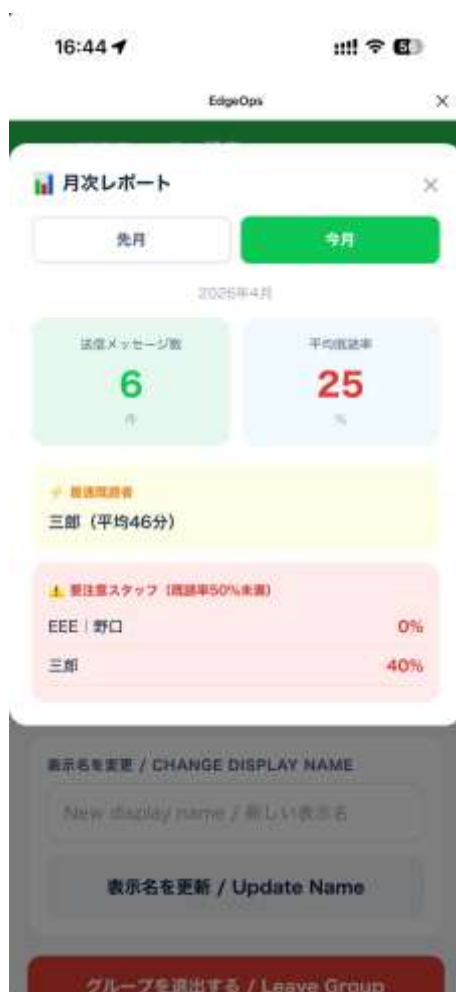 16:44
EdgeOps
月次レポート
先月
今月
2026年4月
送信メッセージ数
6
件
平均既読率
25
%
最速既読者
三郎（平均46分）
要注意スタッフ（既読率50%未満）
EEE｜野口
0%
三郎
40%
表示名を変更 / CHANGE DISPLAY NAME
New display name / 新しい表示名
表示名を更新 / Update Name
グループを退出する / Leave Group